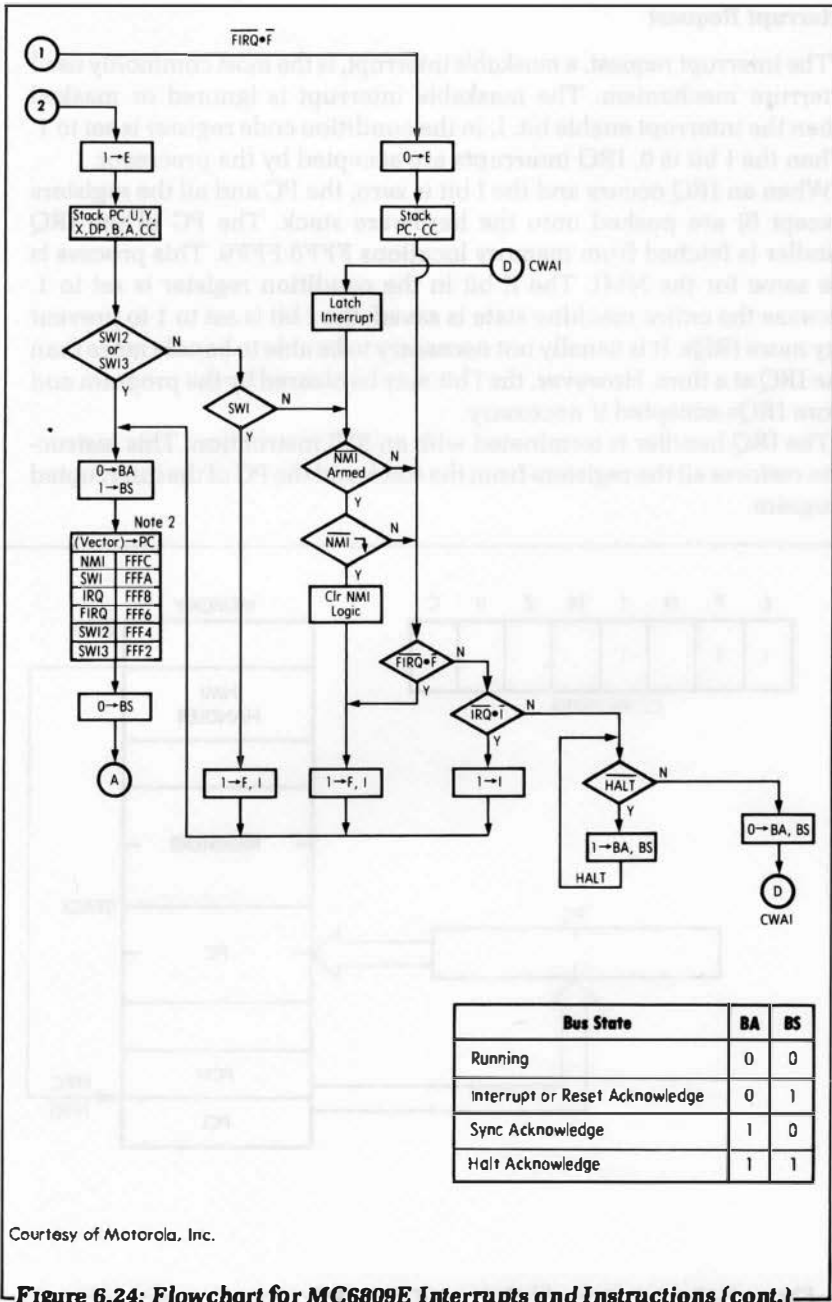 1
FIRQ•F
2
1→E
0→E
Stack PC, U, Y,
X, DP, B, A, CC
Stack
PC, CC
D CWAI
Latch
Interrupt
SWI2
or
SWI3
N
Y
SWI
N
Y
0→BA
1→BS
NMI
Armed
N
Y
Note 2
(Vector)→PC
NMI FFFC
SWI FFFA
IRQ FFF8
FIRQ FFF6
SWI2 FFF4
SWI3 FFF2
NMI
N
Y
Clr NMI
Logic
FIRQ•F
N
Y
0→BS
IRQ•I
N
Y
A
1→F, I
1→F, I
1→I
HALT
N
Y
1→BA, BS
HALT
0→BA, BS
D
CWAI
Bus State BA BS
Running 0 0
Interrupt or Reset Acknowledge 0 1
Sync Acknowledge 1 0
Halt Acknowledge 1 1
Courtesy of Motorola, Inc.
Figure 6.24: Flowchart for MC6809E Interrupts and Instructions (cont.)